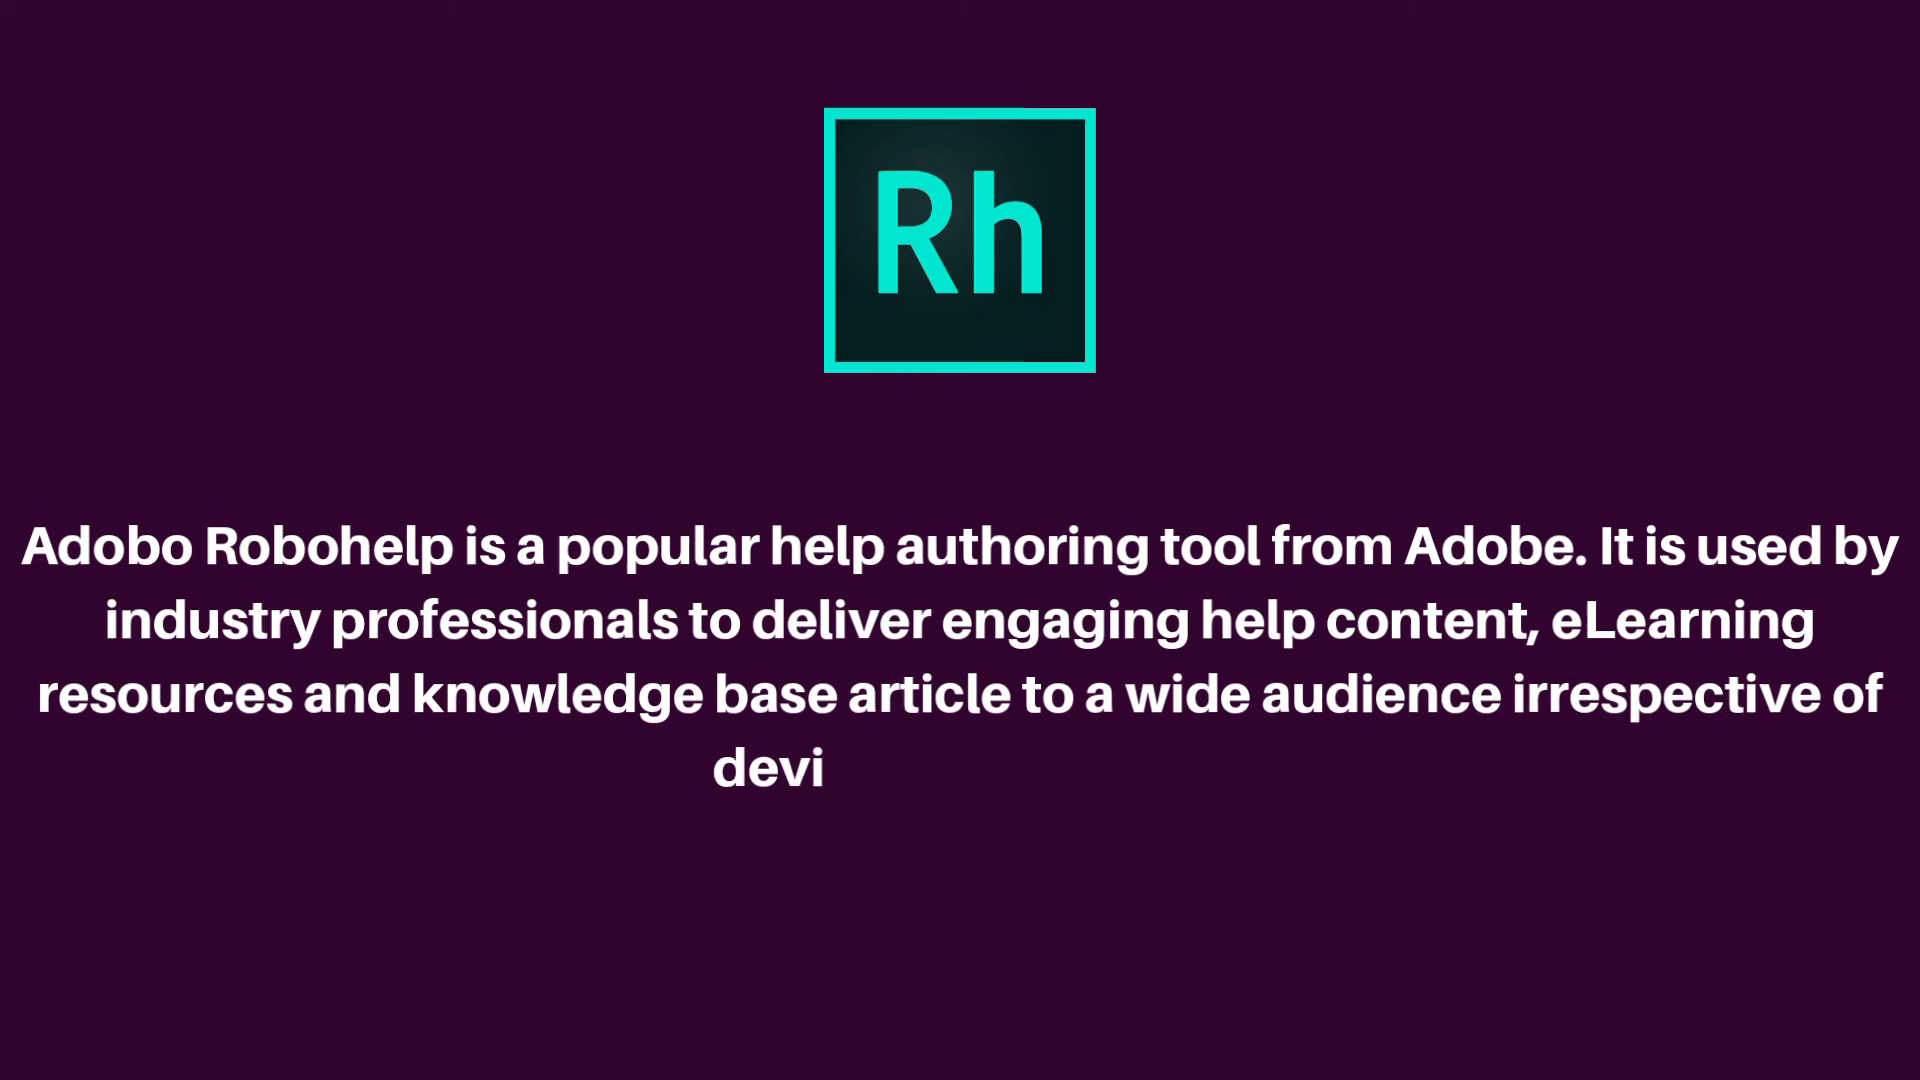 Rh
Adobo Robohelp is a popular help authoring tool from Adobe. It is used by
industry professionals to deliver engaging help content, eLearning
resources and knowledge base article to a wide audience irrespective of
devi